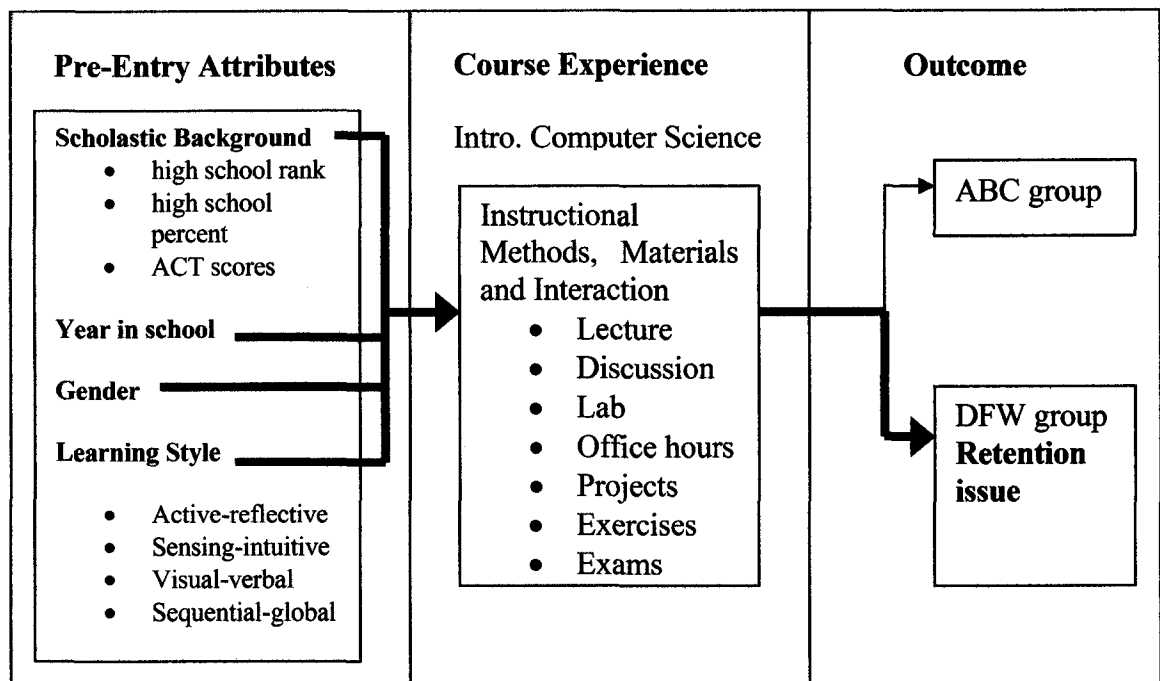 Pre-Entry Attributes
Scholastic Background
• high school rank
• high school
percent
• ACT scores
Year in school
Gender
Learning Style
• Active-reflective
• Sensing-intuitive
• Visual-verbal
• Sequential-global
Course Experience
Intro. Computer Science
Instructional
Methods, Materials
and Interaction
• Lecture
• Discussion
• Lab
• Office hours
• Projects
• Exercises
• Exams
Outcome
ABC group
DFW group
Retention
issue